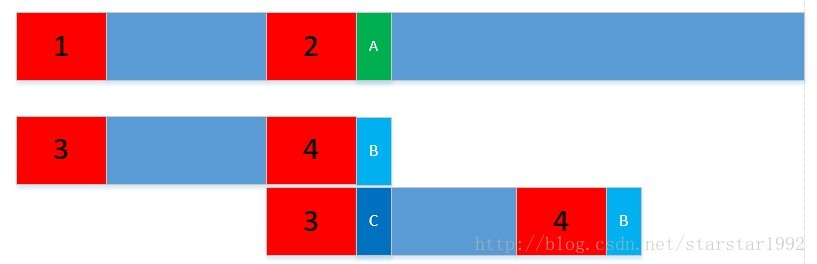 1 2 A
3 4 B
3 C 4 B
http://blog.csdn.net/starstar1992